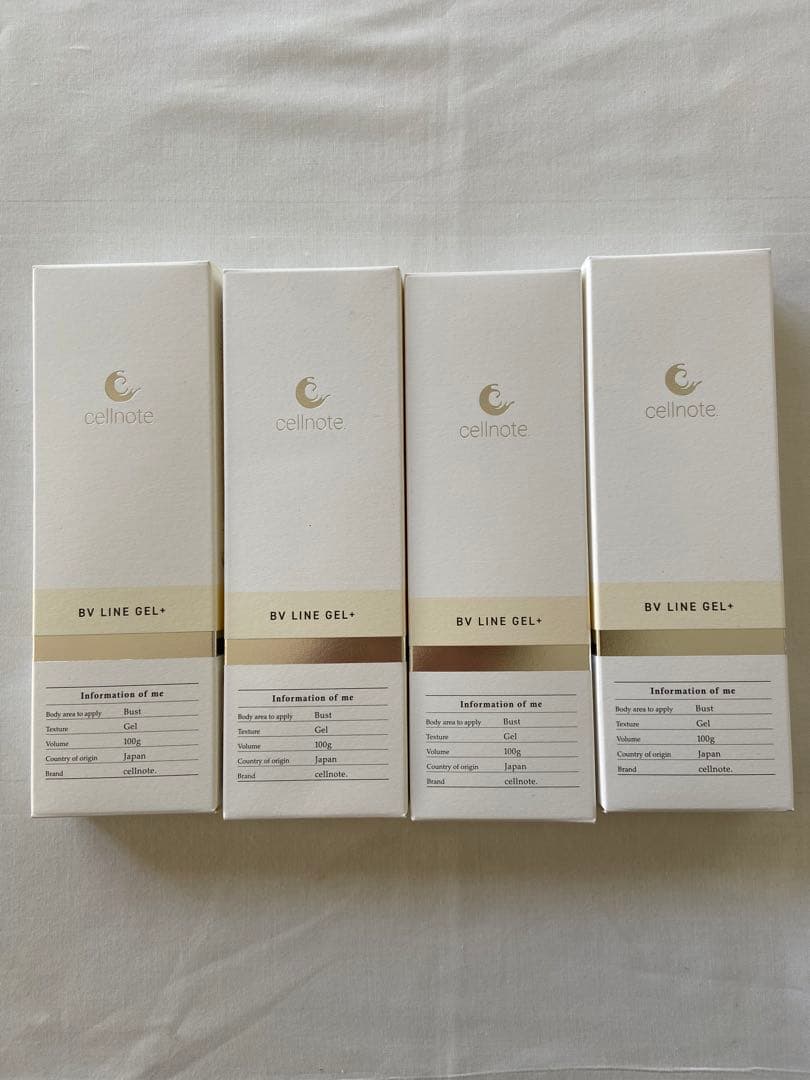 cellnote.
BV LINE GEL+
Information of me
Body area to apply Bust
Texture Gel
Volume 100g
Country of origin Japan
Brand cellnote.
cellnote.
BV LINE GEL+
Information of me
Body area to apply Bust
Texture Gel
Volume 100g
Country of origin Japan
Brand cellnote.
cellnote.
BV LINE GEL+
Information of me
Body area to apply Bust
Texture Gel
Volume 100g
Country of origin Japan
Brand cellnote.
cellnote.
BV LINE GEL+
Information of me
Body area to apply Bust
Texture Gel
Volume 100g
Country of origin Japan
Brand cellnote.